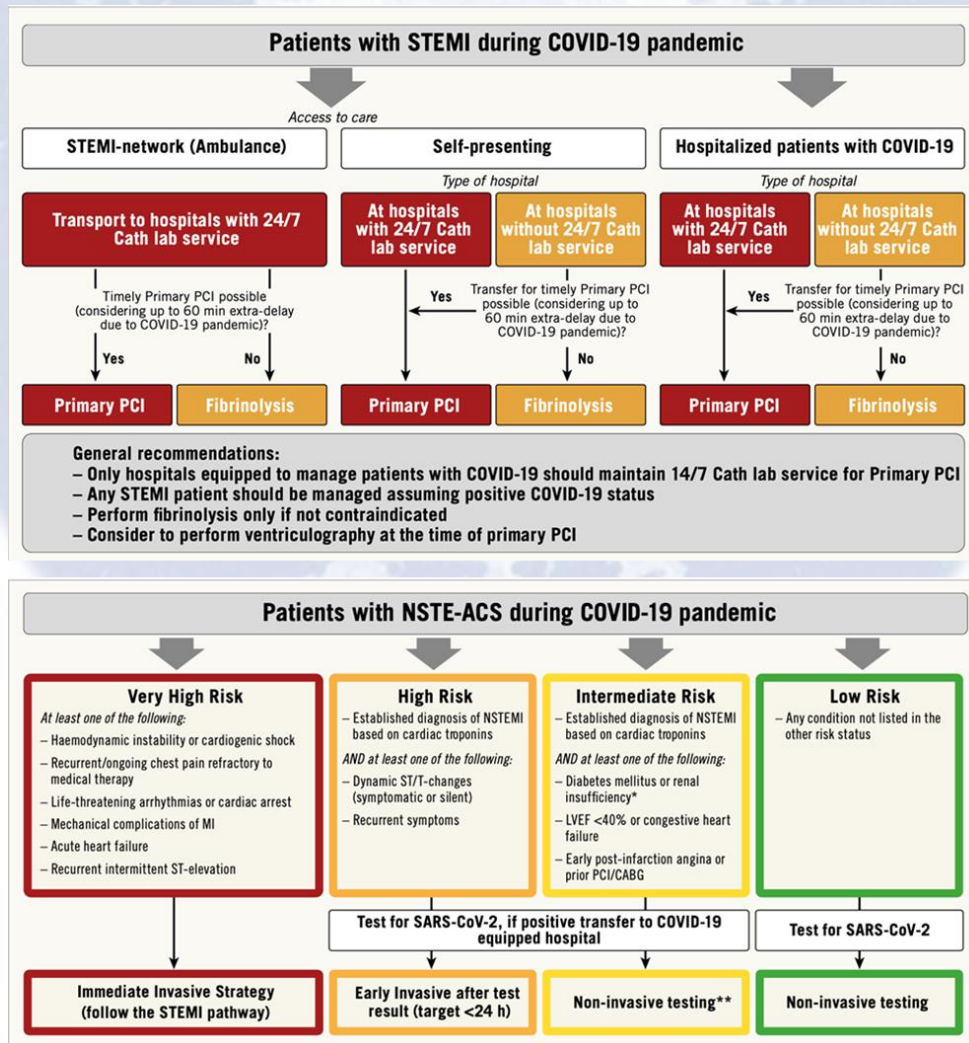 Patients with STEMI during COVID-19 pandemic
Access to care
STEMI-network (Ambulance)
Self-presenting
Hospitalized patients with COVID-19
Type of hospital
Type of hospital
Transport to hospitals with 24/7
Cath lab service
At hospitals
with 24/7 Cath
lab service
At hospitals
without 24/7 Cath
lab service
At hospitals
with 24/7 Cath
lab service
At hospitals
without 24/7 Cath
lab service
Timely Primary PCI possible
(considering up to 60 min extra-delay
due to COVID-19 pandemic)?
Yes
No
Yes
Transfer for timely Primary PCI
possible (considering up to
60 min extra-delay due to
COVID-19 pandemic)?
No
Yes
Transfer for timely Primary PCI
possible (considering up to
60 min extra-delay due to
COVID-19 pandemic)?
No
Primary PCI
Fibrinolysis
Primary PCI
Fibrinolysis
Primary PCI
Fibrinolysis
General recommendations:
– Only hospitals equipped to manage patients with COVID-19 should maintain 14/7 Cath lab service for Primary PCI
– Any STEMI patient should be managed assuming positive COVID-19 status
– Perform fibrinolysis only if not contraindicated
– Consider to perform ventriculography at the time of primary PCI
Patients with NSTE-ACS during COVID-19 pandemic
Very High Risk
At least one of the following:
– Haemodynamic instability or cardiogenic shock
– Recurrent/ongoing chest pain refractory to
medical therapy
– Life-threatening arrhythmias or cardiac arrest
– Mechanical complications of MI
– Acute heart failure
– Recurrent intermittent ST-elevation
High Risk
– Established diagnosis of NSTEMI
based on cardiac troponins
AND at least one of the following:
– Dynamic ST/T-changes
(symptomatic or silent)
– Recurrent symptoms
Intermediate Risk
– Established diagnosis of NSTEMI
based on cardiac troponins
AND at least one of the following:
– Diabetes mellitus or renal
insufficiency*
– LVEF <40% or congestive heart
failure
– Early post-infarction angina or
prior PCI/CABG
Low Risk
– Any condition not listed in the
other risk status
Test for SARS-CoV-2, if positive transfer to COVID-19
equipped hospital
Test for SARS-CoV-2
Immediate Invasive Strategy
(follow the STEMI pathway)
Early Invasive after test
result (target <24 h)
Non-invasive testing**
Non-invasive testing